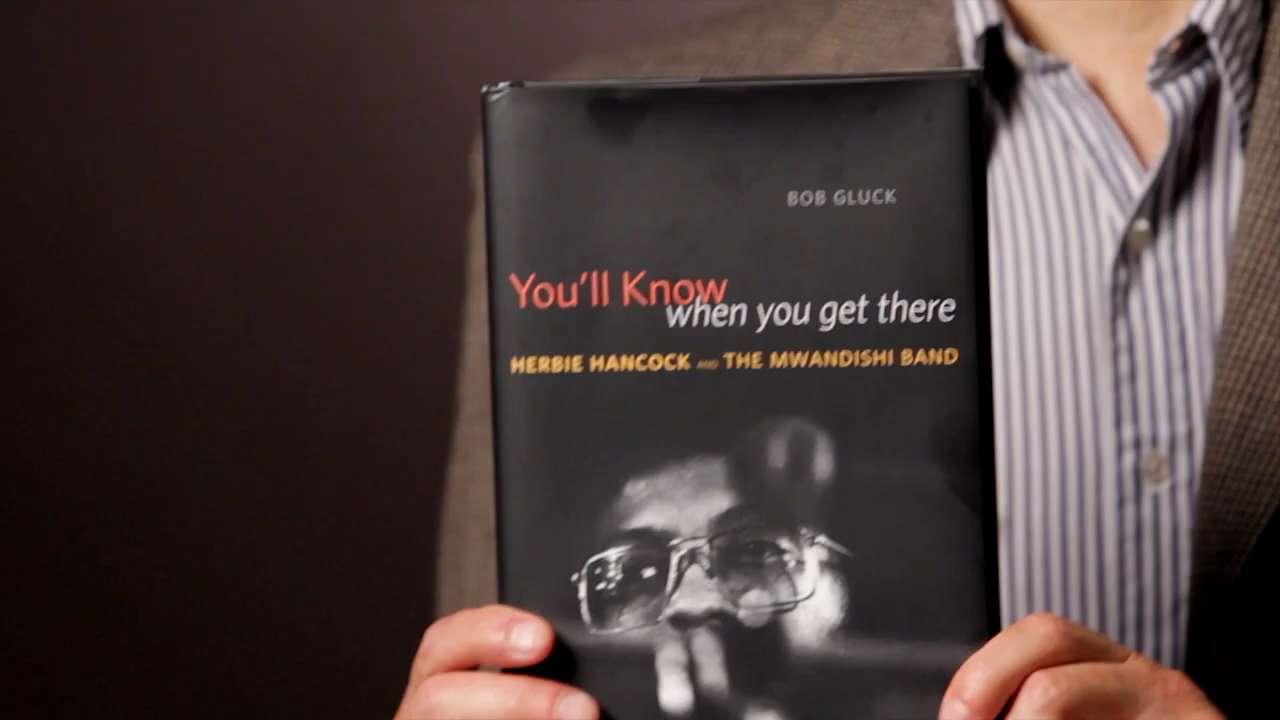 BOB GLUCK
You'll Know
when you get there
HERBIE HANCOCK AND THE MWANDISHI BAND